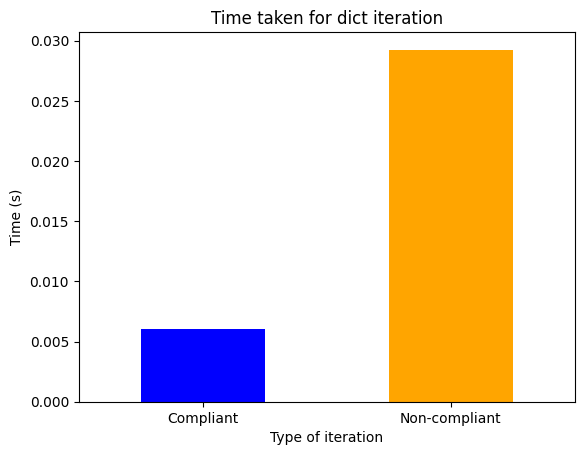 Time taken for dict iteration
0.030
0.025
0.020
0.015
0.010
0.005
0.000
Time (s)
Compliant
Non-compliant
Type of iteration